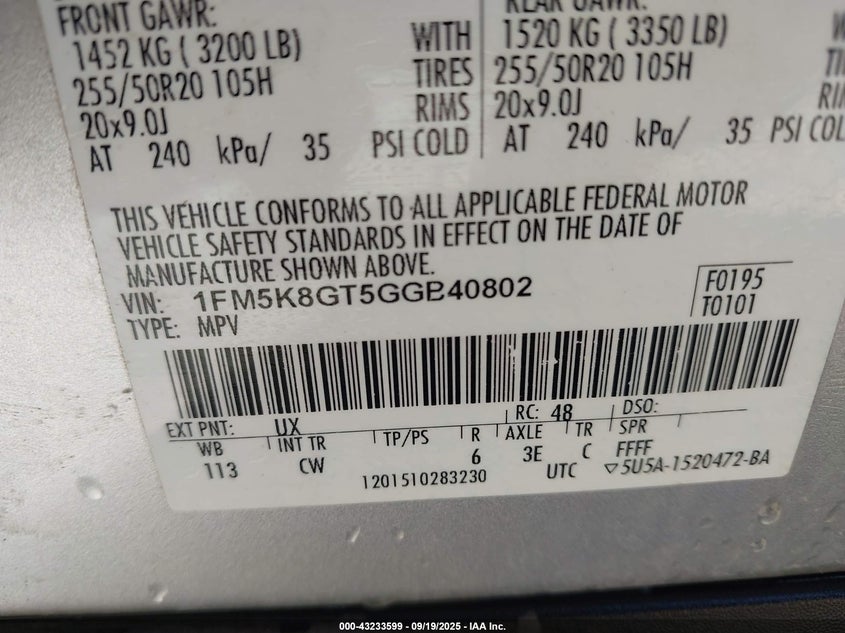 FRONT GAWR:
1452 KG ( 3200 LB)
255/50R20 105H
20x9.0J
AT 240 kPa/ 35 PSI COLD
WITH
TIRES
RIMS
REAR GAWR:
1520 KG ( 3350 LB)
255/50R20 105H
20x9.0J
AT 240 kPa/ 35 PSI
THIS VEHICLE CONFORMS TO ALL APPLICABLE FEDERAL MOTOR
VEHICLE SAFETY STANDARDS IN EFFECT ON THE DATE OF
MANUFACTURE SHOWN ABOVE.
VIN: 1FM5K8GT5GGB40802
TYPE: MPV
F0195
T0101
EXT PNT: UX RC: 48 DSO:
WB INT TR TP/PS R AXLE TR SPR
113 CW 6 3E C FFFF
1201510283230 UTC ▽5U5A-1520472-BA
000-43233599 - 09/19/2025 - IAA Inc.